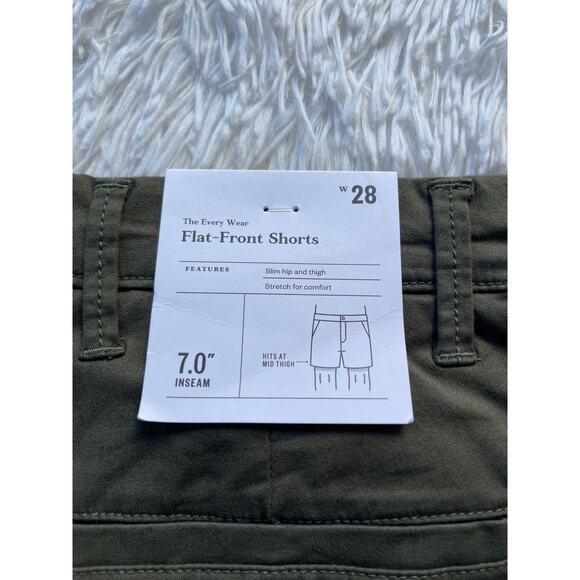 W 28
The Every Wear
Flat-Front Shorts
FEATURES
Slim hip and thigh
Stretch for comfort
7.0"
INSEAM
HITS AT
MID THIGH